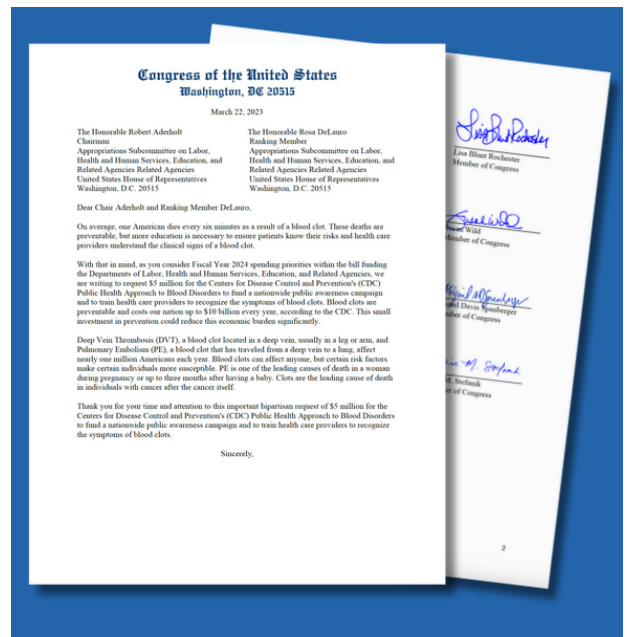 Congress of the United States
Washington, DC 20515
March 22, 2023
The Honorable Robert Aderholt
Chairman
Appropriations Subcommittee on Labor,
Health and Human Services, Education, and
Related Agencies Related Agencies
United States House of Representatives
Washington, D.C. 20515
The Honorable Rosa DeLauro
Ranking Member
Appropriations Subcommittee on Labor,
Health and Human Services, Education, and
Related Agencies Related Agencies
United States House of Representatives
Washington, D.C. 20515
Dear Chair Aderholt and Ranking Member DeLauro,
On average, one American dies every six minutes as a result of a blood clot. These deaths are
preventable, but more education is necessary to ensure patients know their risks and health care
providers understand the clinical signs of a blood clot.
With that in mind, as you consider Fiscal Year 2024 spending priorities within the bill funding
the Departments of Labor, Health and Human Services, Education, and Related Agencies, we
are writing to request $5 million for the Centers for Disease Control and Prevention's (CDC)
Public Health Approach to Blood Disorders to fund a nationwide public awareness campaign
and to train health care providers to recognize the symptoms of blood clots. Blood clots are
preventable and costs our nation up to $10 billion every year, according to the CDC. This small
investment in prevention could reduce this economic burden significantly.
Deep Vein Thrombosis (DVT), a blood clot located in a deep vein, usually in a leg or arm, and
Pulmonary Embolism (PE), a blood clot that has traveled from a deep vein to a lung, affect
nearly one million Americans each year. Blood clots can affect anyone, but certain risk factors
make certain individuals more susceptible. PE is one of the leading causes of death in a woman
during pregnancy or up to three months after having a baby. Clots are the leading cause of death
in individuals with cancer after the cancer itself.
Thank you for your time and attention to this important bipartisan request of $5 million for the
Centers for Disease Control and Prevention's (CDC) Public Health Approach to Blood Disorders
to fund a nationwide public awareness campaign and to train health care providers to recognize
the symptoms of blood clots.
Sincerely,
Lisa Blunt Rochester
Lisa Blunt Rochester
Member of Congress
Susan Wild
Wild
Member of Congress
Davis Spanberger
of Congress
M. Stefanik
M. Stefanik
of Congress
2